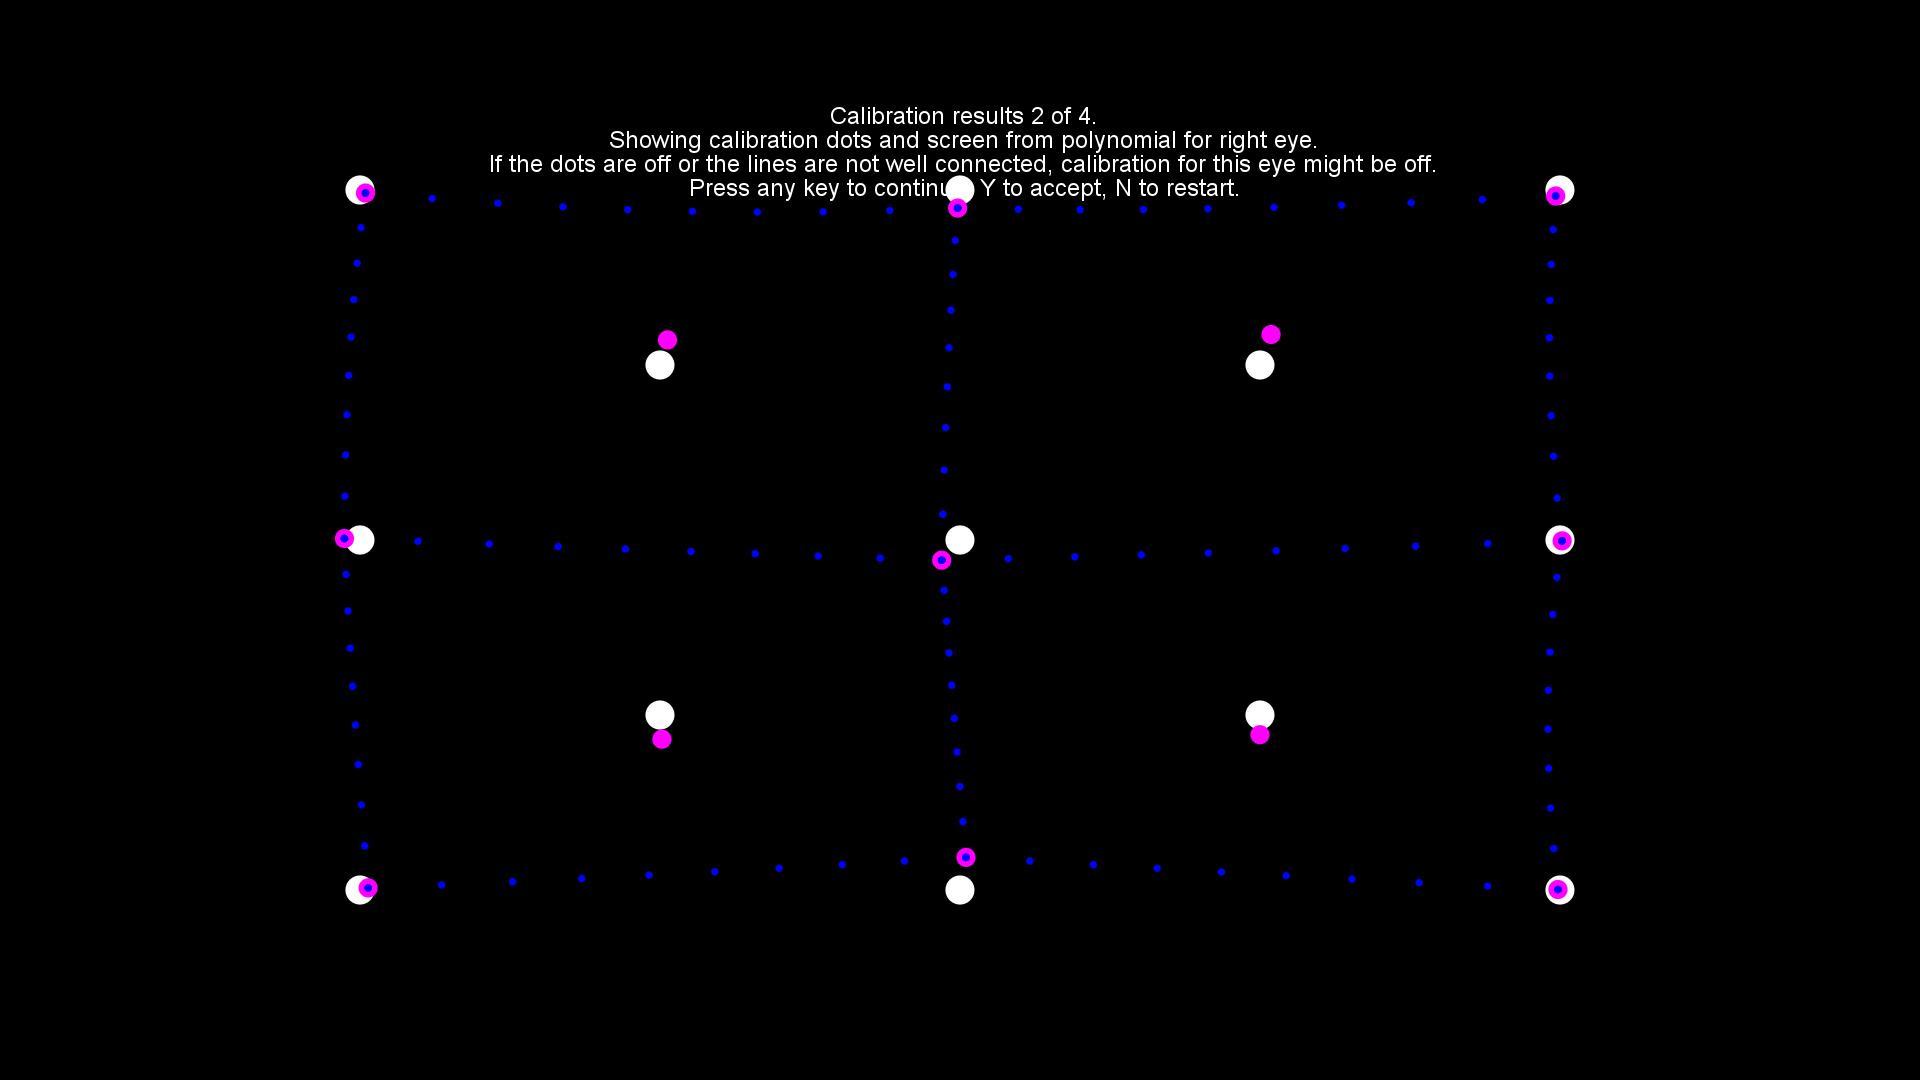 Calibration results 2 of 4.
Showing calibration dots and screen from polynomial for right eye.
If the dots are off or the lines are not well connected, calibration for this eye might be off.
Press any key to continu Y to accept, N to restart.